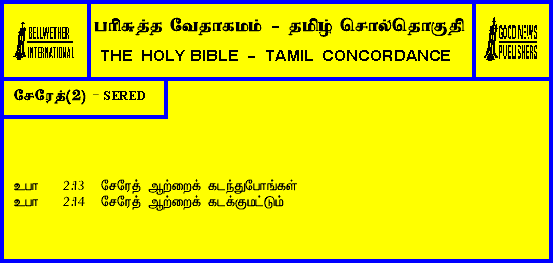 BELLWETHER
INTERNATIONAL
பரிசுத்த வேதாகமம் - தமிழ் சொல்தொகுதி
THE HOLY BIBLE - TAMIL CONCORDANCE
GOOD NEWS
PUBLISHERS
சேரேத்(2) - SERED
உபா 2:13 சேரேத் ஆற்றைக் கடந்துபோங்கள்
உபா 2:14 சேரேத் ஆற்றைக் கடக்குமட்டும்